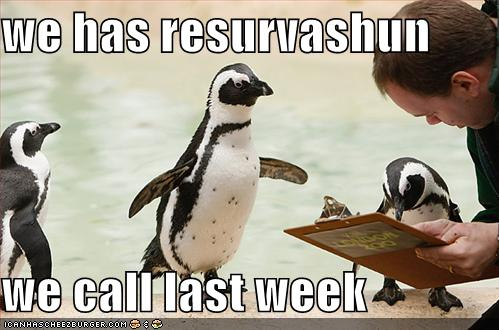 we has resurvashun
we call last week
ICANHASCHEEZBURGER.COM